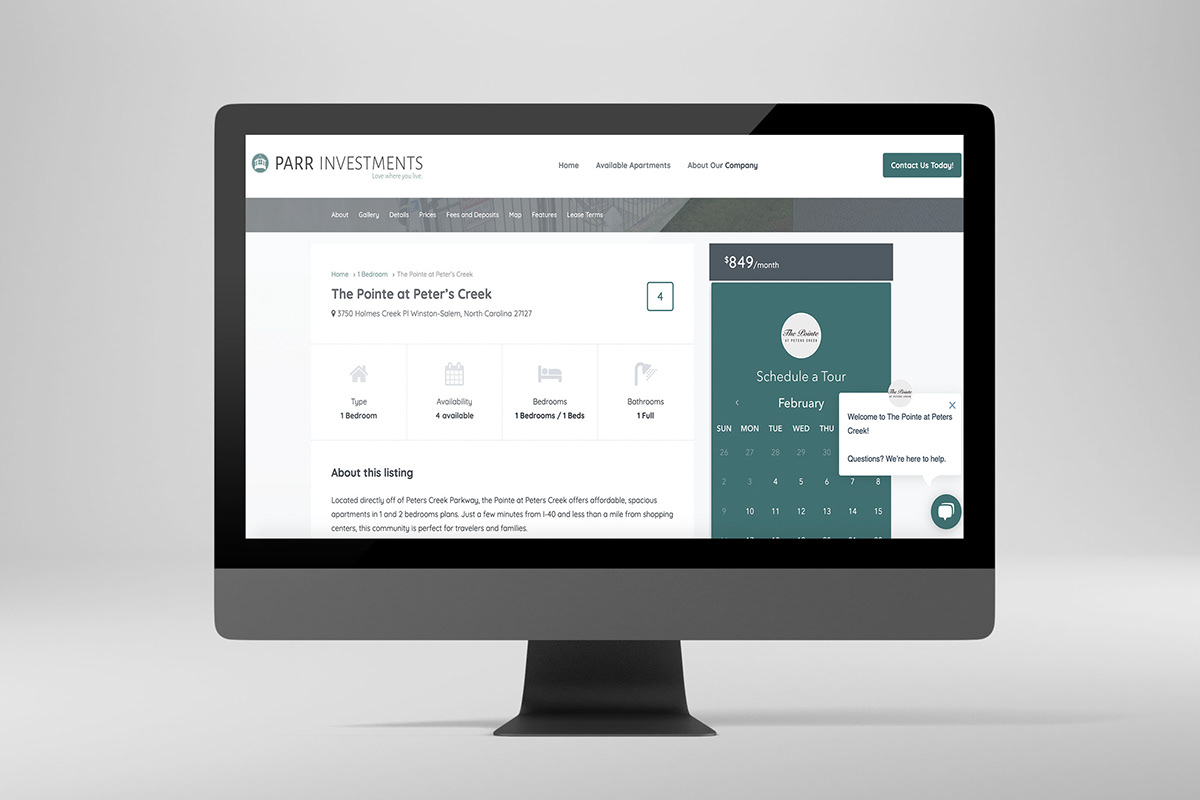 PARR INVESTMENTS
Love where you live.
Home Available Apartments About Our Company
Contact Us Today!
About Gallery Details Prices Fees and Deposits Map Features Lease Terms
Home › 1 Bedroom › The Pointe at Peter's Creek
The Pointe at Peter's Creek
4
3750 Holmes Creek Pl Winston-Salem, North Carolina 27127
Type
1 Bedroom
Availability
4 available
Bedrooms
1 Bedrooms / 1 Beds
Bathrooms
1 Full
About this listing
Located directly off of Peters Creek Parkway, the Pointe at Peters Creek offers affordable, spacious
apartments in 1 and 2 bedrooms plans. Just a few minutes from I-40 and less than a mile from shopping
centers, this community is perfect for travelers and families.
$849/month
The Pointe
AT PETERS CREEK
Schedule a Tour
‹ February
SUN MON TUE WED THU
26 27 28 29 30
2 3 4 5 6 7 8
9 10 11 12 13 14 15
The Pointe
AT PETERS CREEK
Welcome to The Pointe at Peters
Creek!
Questions? We're here to help.